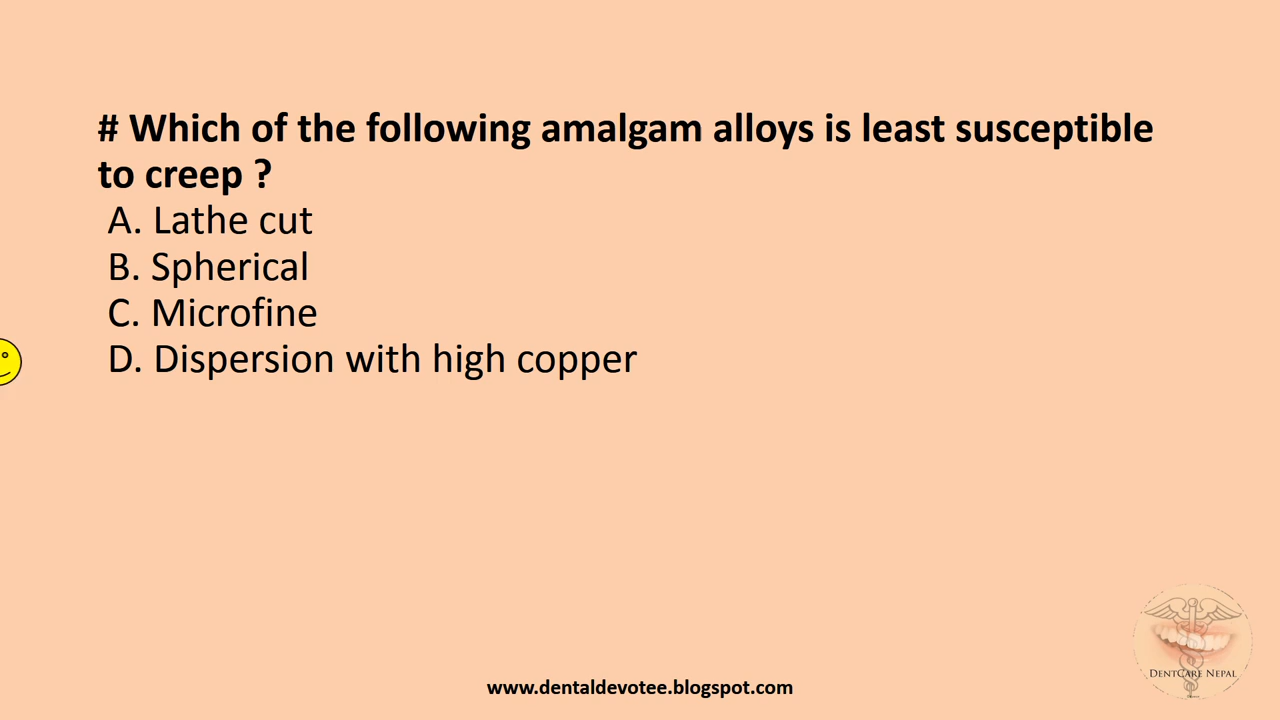 # Which of the following amalgam alloys is least susceptible
to creep ?
A. Lathe cut
B. Spherical
C. Microfine
D. Dispersion with high copper
DentCare Nepal
www.dentaldevotee.blogspot.com